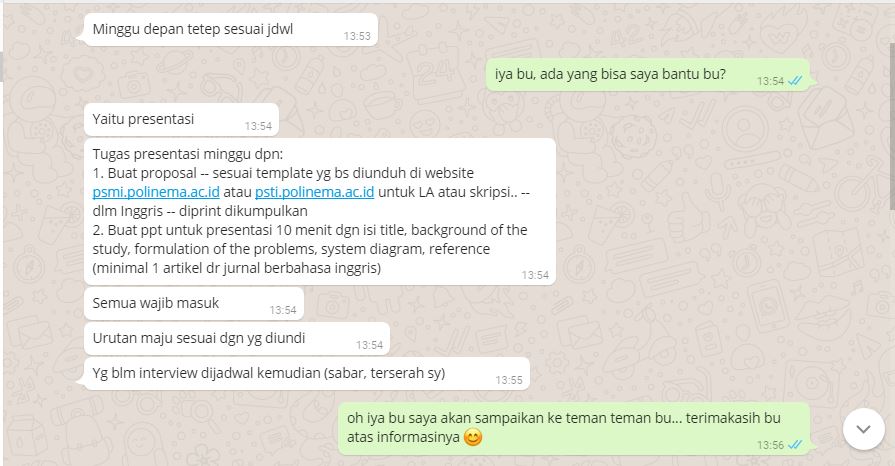 Minggu depan tetep sesuai jdwl
13:53
iya bu, ada yang bisa saya bantu bu?
13:54
Yaitu presentasi
13:54
Tugas presentasi minggu dpn:
1. Buat proposal -- sesuai template yg bs diunduh di website
psmi.polinema.ac.id atau psti.polinema.ac.id untuk LA atau skripsi.. --
dlm Inggris -- diprint dikumpulkan
2. Buat ppt untuk presentasi 10 menit dgn isi title, background of the
study, formulation of the problems, system diagram, reference
(minimal 1 artikel dr jurnal berbahasa inggris)
13:54
Semua wajib masuk
13:54
Urutan maju sesuai dgn yg diundi
13:54
Yg blm interview dijadwal kemudian (sabar, terserah sy)
13:55
oh iya bu saya akan sampaikan ke teman teman bu... terimakasih bu
atas informasinya 😊
13:56